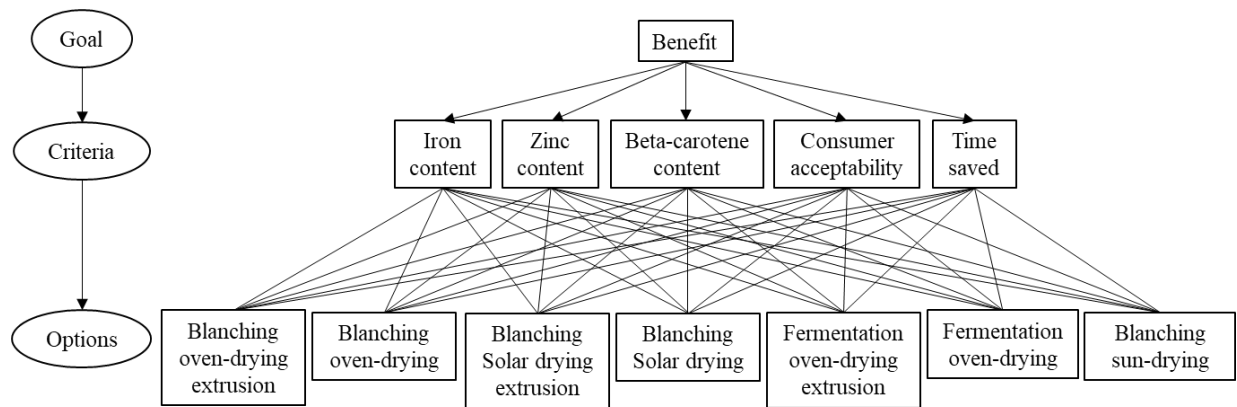 Goal
Benefit
Criteria
Iron
content
Zinc
content
Beta-carotene
content
Consumer
acceptability
Time
saved
Options
Blanching
oven-drying
extrusion
Blanching
oven-drying
Blanching
Solar drying
extrusion
Blanching
Solar drying
Fermentation
oven-drying
extrusion
Fermentation
oven-drying
Blanching
sun-drying